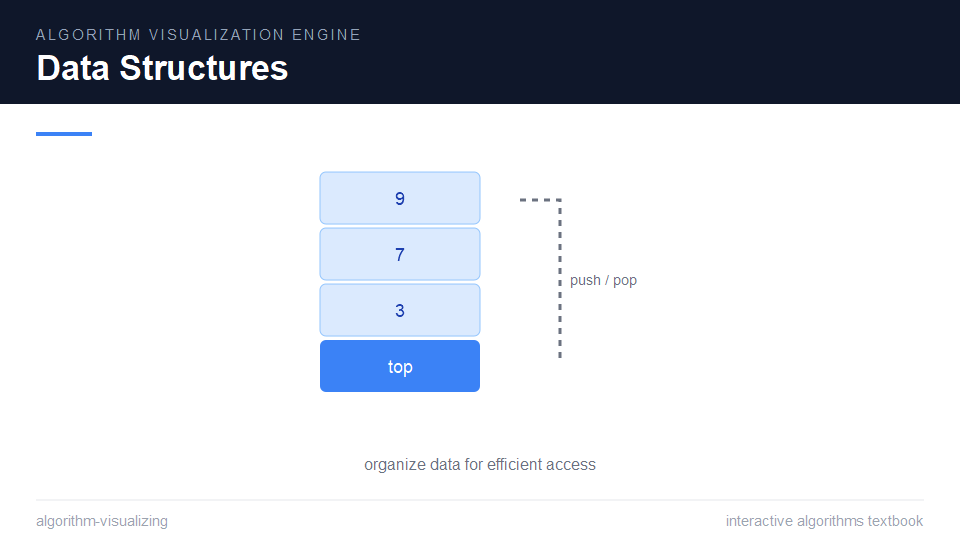 ALGORITHM VISUALIZATION ENGINE
Data Structures
9
7
push / pop
3
top
organize data for efficient access
algorithm-visualizing
interactive algorithms textbook